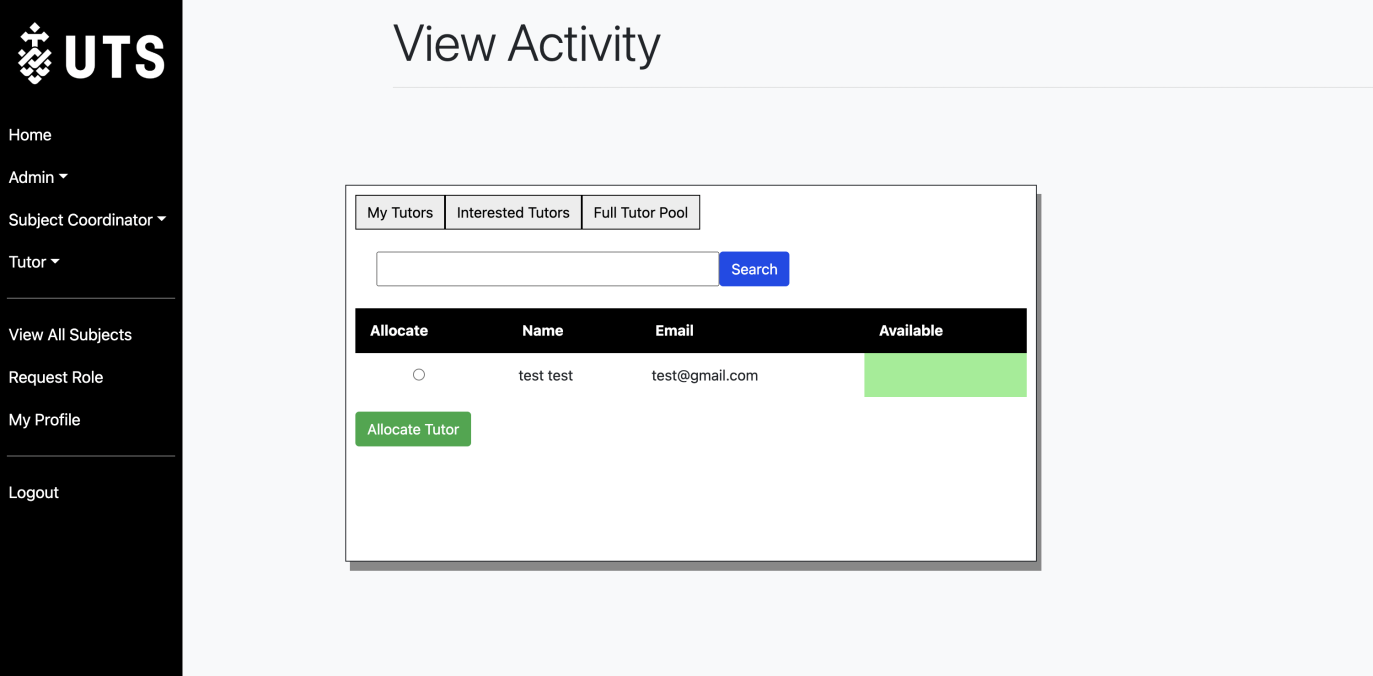 UTS
Home
Admin
Subject Coordinator
Tutor
View All Subjects
Request Role
My Profile
Logout
View Activity
My Tutors Interested Tutors Full Tutor Pool
Search
Allocate Name Email Available
test test test@gmail.com
Allocate Tutor